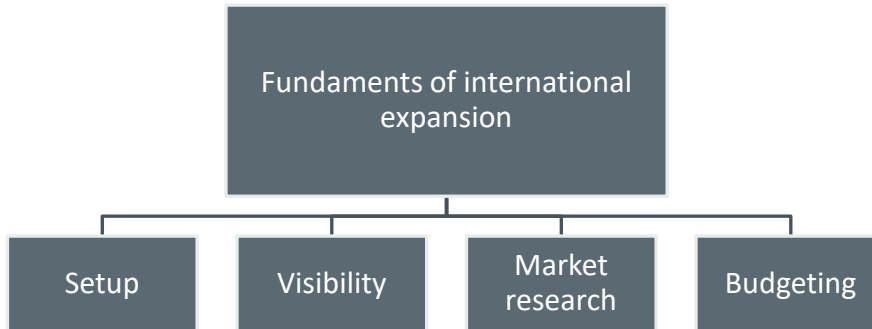 Fundaments of international
expansion
Setup
Visibility
Market
research
Budgeting